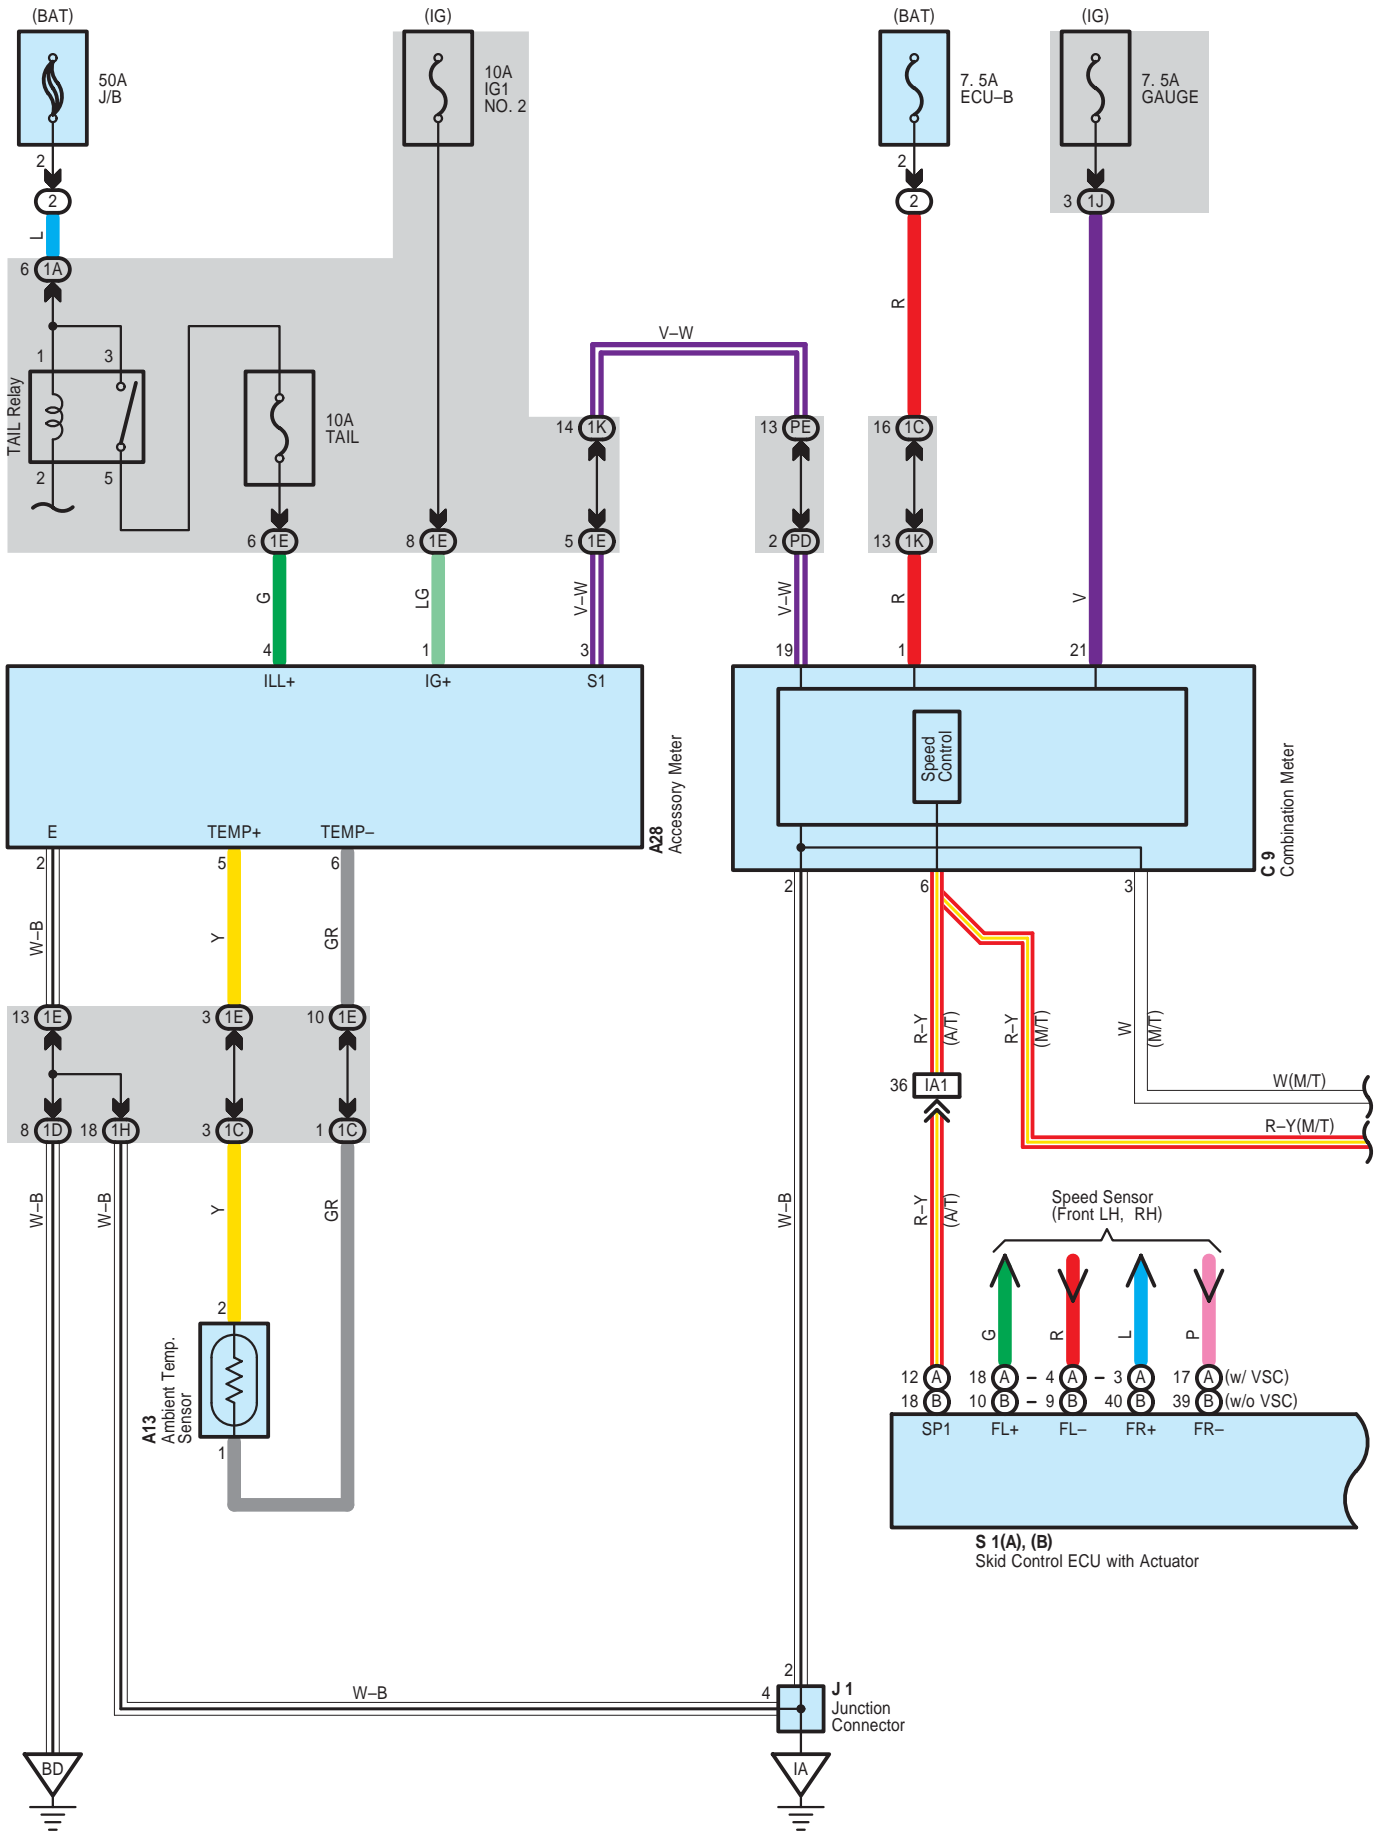 (BAT)
(IG)
(BAT)
(IG)
50A
J/B
10A
IG1
NO. 2
7. 5A
ECU–B
7. 5A
GAUGE
2
2
2
2
3 1J
L
6 1A
R
V–W
1
3
TAIL Relay
10A
TAIL
14 1K
13 PE
16 1C
2
5
6 1E
8 1E
5 1E
2 PD
13 1K
G
LG
V–W
V–W
R
V
4
1
3
19
1
21
ILL+
IG+
S1
Speed
Control
A28
Accessory Meter
C 9
Combination Meter
E
TEMP+
TEMP–
2
5
6
2
6
3
W–B
Y
GR
R–Y
(A/T)
R–Y
(M/T)
W
(M/T)
13 1E
3 1E
10 1E
36 IA1
W(M/T)
8 1D
18 1H
3 1C
1 1C
R–Y(M/T)
W–B
W–B
Y
GR
W–B
R–Y
(A/T)
Speed Sensor
(Front LH, RH)
2
G
R
L
P
A13
Ambient Temp.
Sensor
12 A 18 A – 4 A – 3 A 17 A (w/ VSC)
18 B 10 B – 9 B 40 B 39 B (w/o VSC)
SP1
FL+
FL–
FR+
FR–
1
S 1(A), (B)
Skid Control ECU with Actuator
2
W–B
4
J 1
Junction
Connector
BD
IA